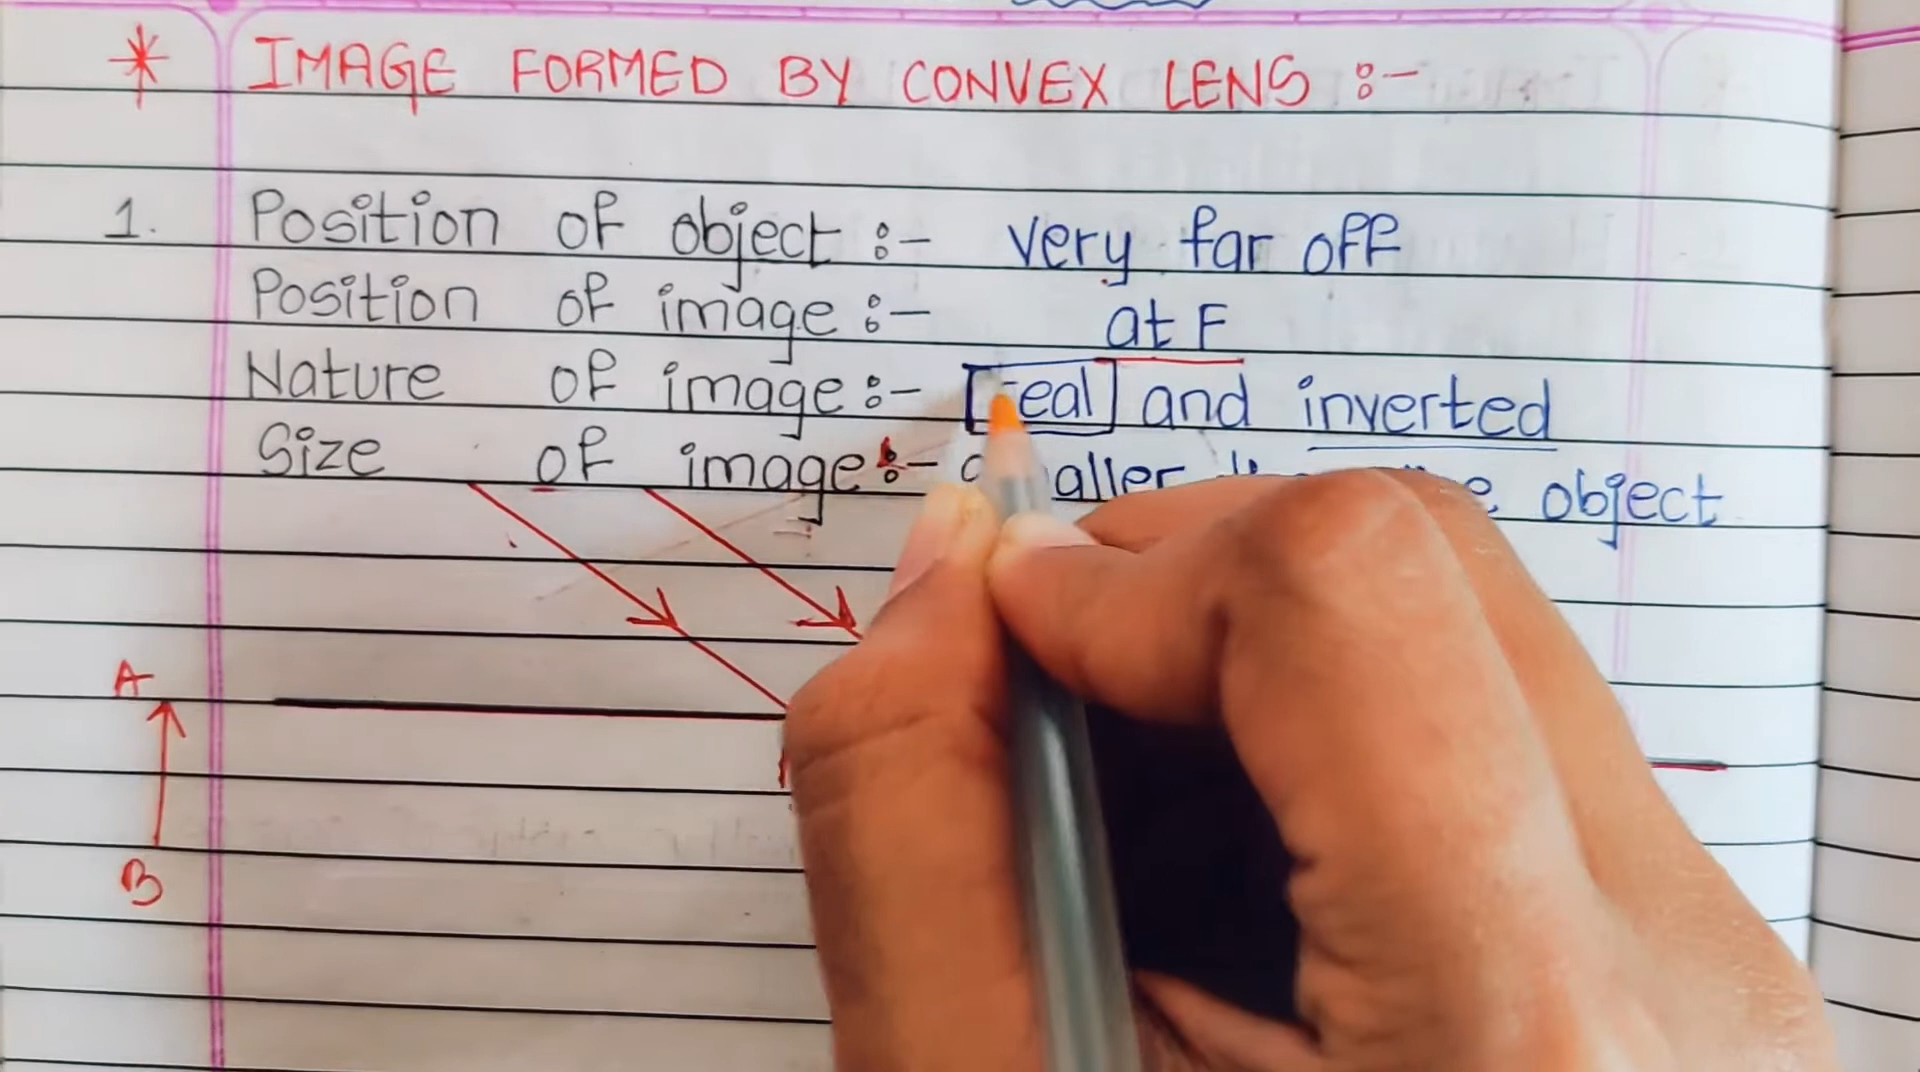 * IMAGE FORMED BY CONVEX LENS :-
1. Position of object :- very far off
Position of image :- at F
Nature of image :- real and inverted
Size of image :- object
A
B